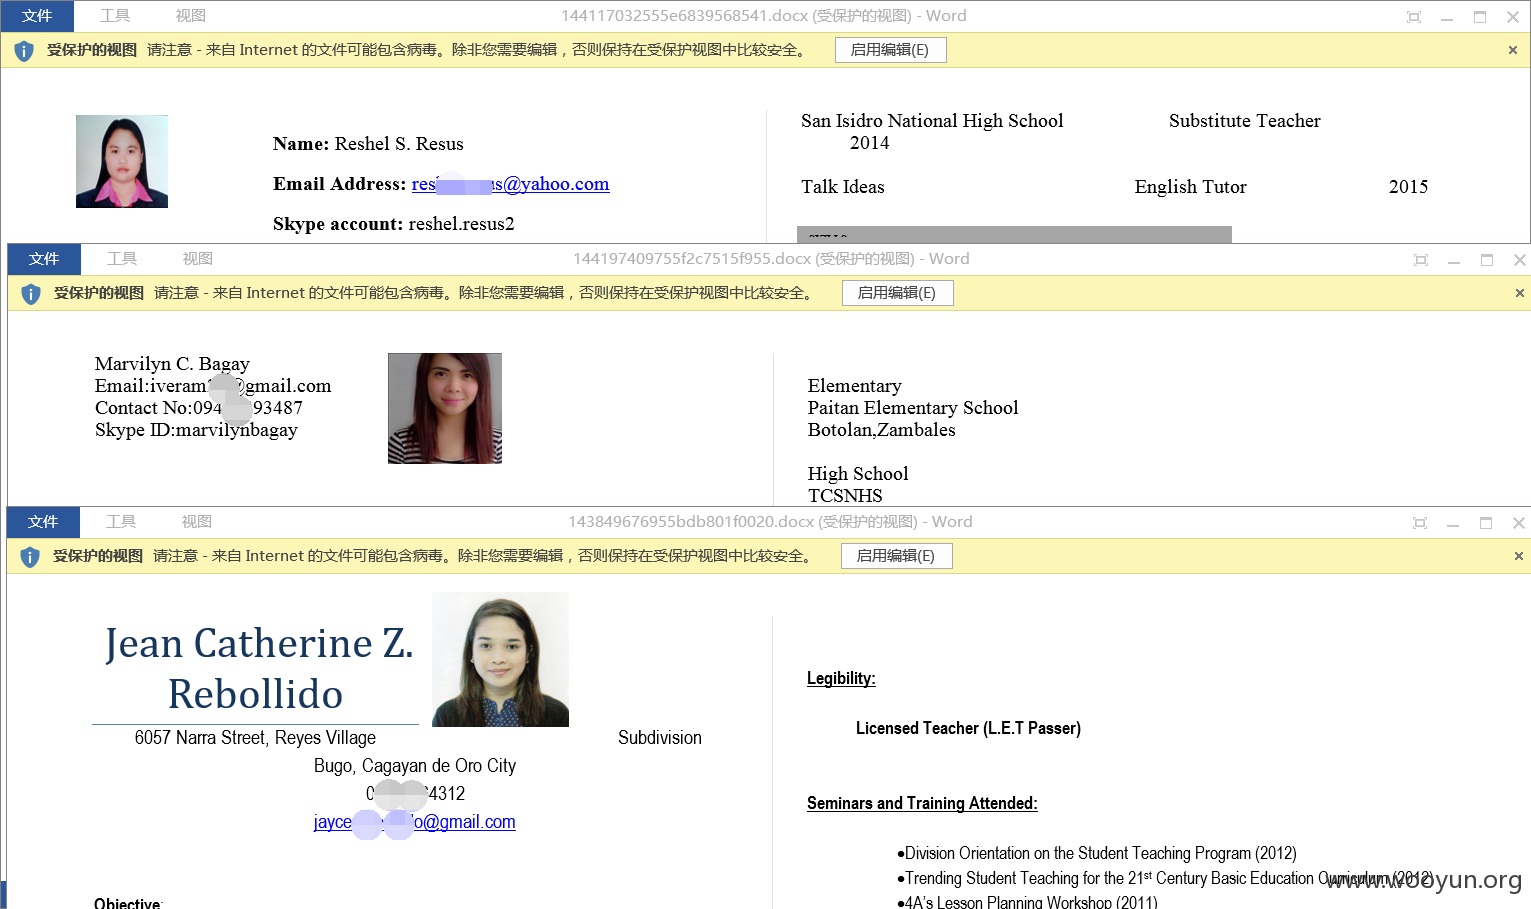 文件 工具 视图 144117032555e6839568541.docx (受保护的视图) - Word
受保护的视图 请注意 - 来自 Internet 的文件可能包含病毒。除非您需要编辑，否则保持在受保护视图中比较安全。 启用编辑(E)
Name: Reshel S. Resus
Email Address: res us@yahoo.com
Skype account: reshel.resus2
San Isidro National High School Substitute Teacher
2014
Talk Ideas English Tutor 2015
文件 工具 视图 144197409755f2c7515f955.docx (受保护的视图) - Word
受保护的视图 请注意 - 来自 Internet 的文件可能包含病毒。除非您需要编辑，否则保持在受保护视图中比较安全。 启用编辑(E)
Marvilyn C. Bagay
Email:iveram @gmail.com
Contact No:094 93487
Skype ID:marvilynbagay
Elementary
Paitan Elementary School
Botolan,Zambales
High School
TCSNHS
文件 工具 视图 143849676955bdb801f0020.docx (受保护的视图) - Word
受保护的视图 请注意 - 来自 Internet 的文件可能包含病毒。除非您需要编辑，否则保持在受保护视图中比较安全。 启用编辑(E)
Jean Catherine Z.
Rebollido
6057 Narra Street, Reyes Village Subdivision
Bugo, Cagayan de Oro City
0 64312
jayce lo@gmail.com
Objective:
Legibility:
Licensed Teacher (L.E.T Passer)
Seminars and Training Attended:
•Division Orientation on the Student Teaching Program (2012)
•Trending Student Teaching for the 21st Century Basic Education Curriculum (2012)
•4A's Lesson Planning Workshop (2011)
www.wooyun.org